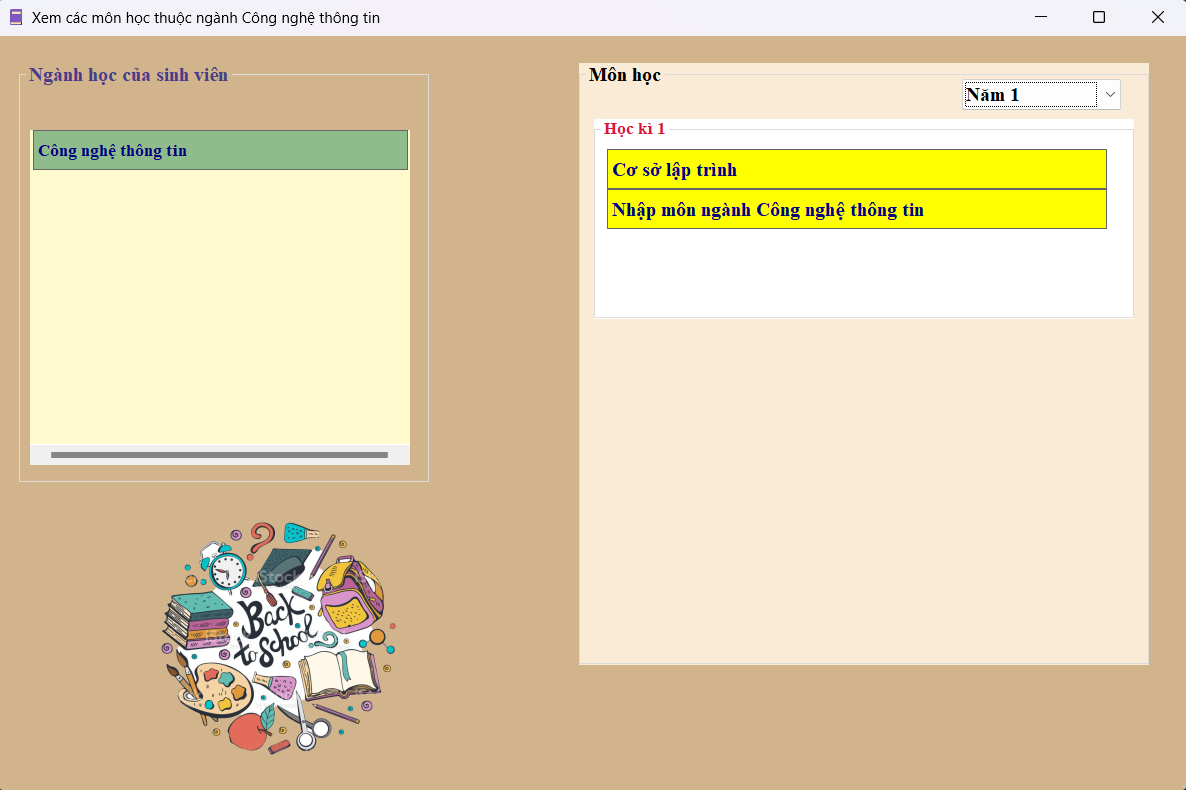 Xem các môn học thuộc ngành Công nghệ thông tin
Ngành học của sinh viên
Công nghệ thông tin
Môn học
Năm 1
Học kì 1
Cơ sở lập trình
Nhập môn ngành Công nghệ thông tin
Back
to school